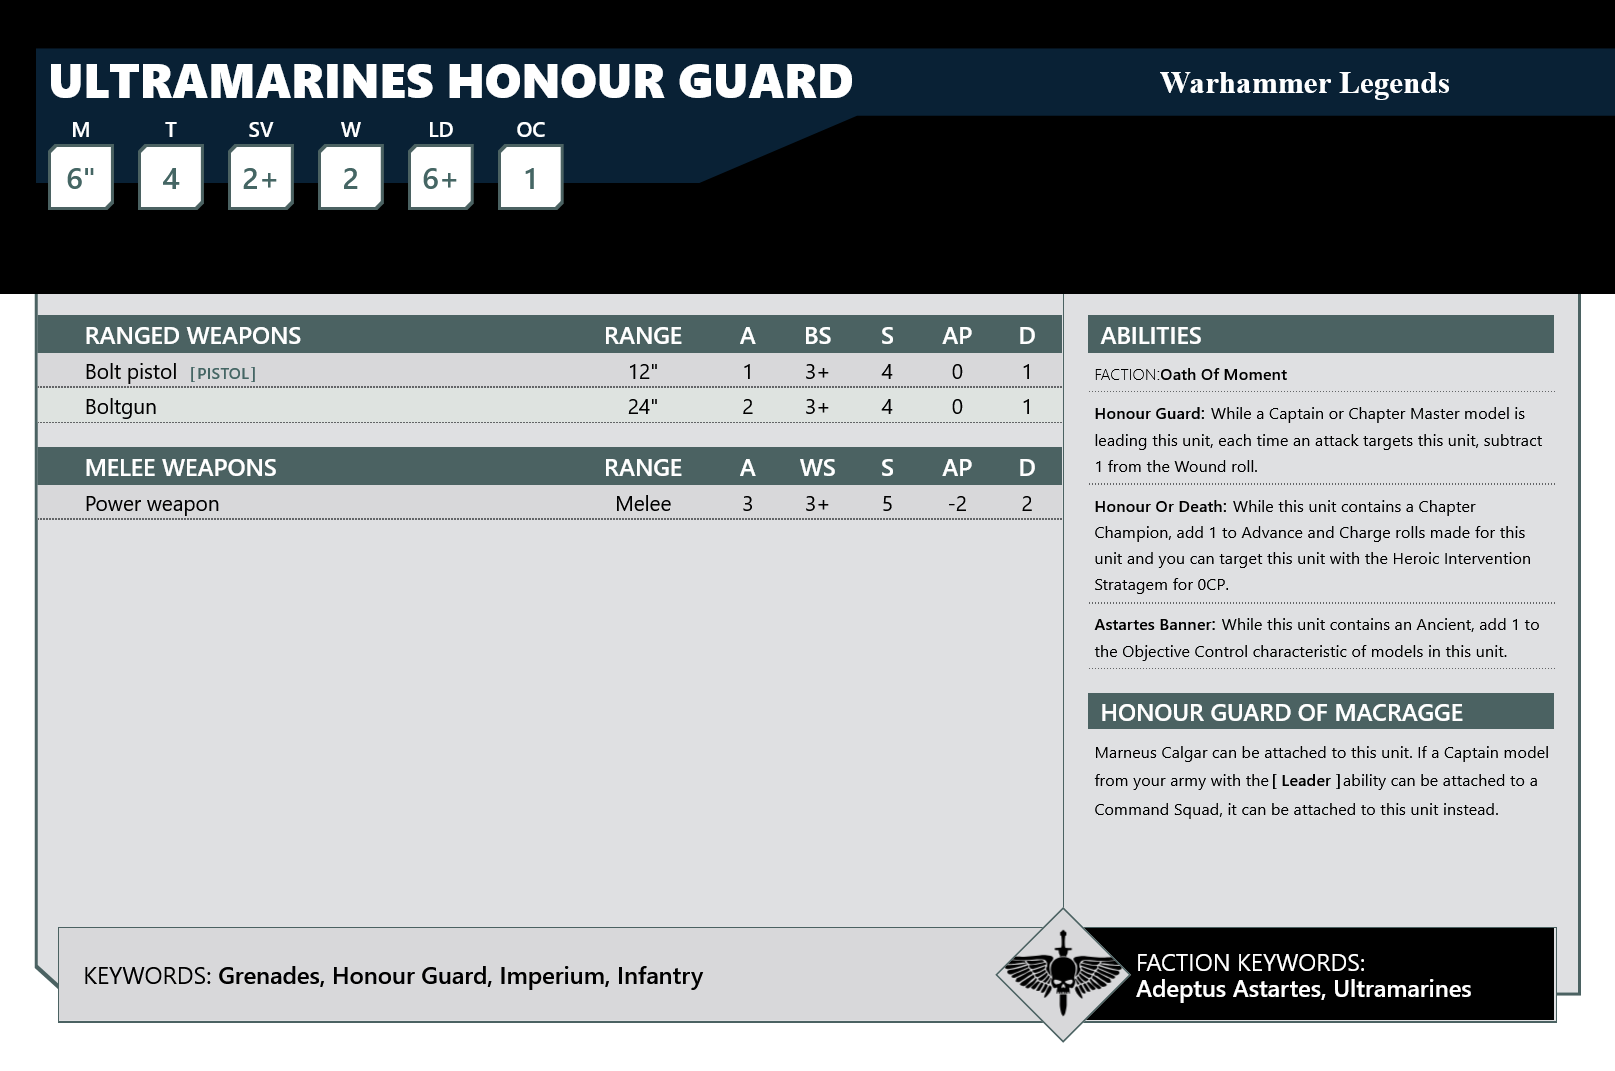 ULTRAMARINES HONOUR GUARD
Warhammer Legends
M T SV W LD OC
6" 4 2+ 2 6+ 1
RANGED WEAPONS RANGE A BS S AP D
Bolt pistol [PISTOL] 12" 1 3+ 4 0 1
Boltgun 24" 2 3+ 4 0 1
MELEE WEAPONS RANGE A WS S AP D
Power weapon Melee 3 3+ 5 -2 2
ABILITIES
FACTION:Oath Of Moment
Honour Guard: While a Captain or Chapter Master model is
leading this unit, each time an attack targets this unit, subtract
1 from the Wound roll.
Honour Or Death: While this unit contains a Chapter
Champion, add 1 to Advance and Charge rolls made for this
unit and you can target this unit with the Heroic Intervention
Stratagem for 0CP.
Astartes Banner: While this unit contains an Ancient, add 1 to
the Objective Control characteristic of models in this unit.
HONOUR GUARD OF MACRAGGE
Marneus Calgar can be attached to this unit. If a Captain model
from your army with the [ Leader ] ability can be attached to a
Command Squad, it can be attached to this unit instead.
KEYWORDS: Grenades, Honour Guard, Imperium, Infantry
FACTION KEYWORDS:
Adeptus Astartes, Ultramarines